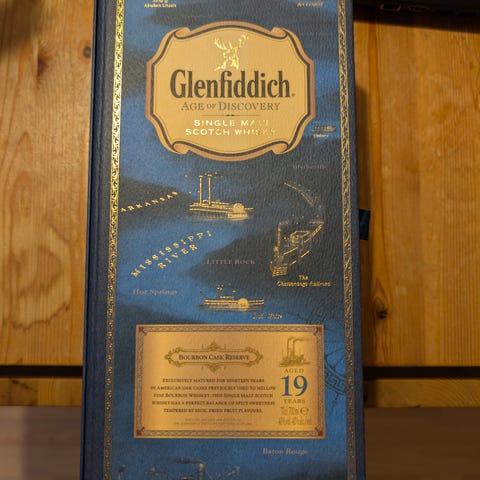 Glenfiddich®
AGE OF DISCOVERY
SINGLE MALT
SCOTCH WHISKY
ARKANSAS
MISSISSIPPI
RIVER
LITTLE ROCK
The
Chattanooga Railroad
Hot Springs
BOURBON CASK RESERVE
EXCLUSIVELY MATURED FOR NINETEEN YEARS
IN AMERICAN OAK CASKS PREVIOUSLY USED TO MELLOW
FINE BOURBON WHISKEY: THIS SINGLE MALT SCOTCH
WHISKY HAS A PERFECT BALANCE OF SPICY SWEETNESS
TEMPERED BY RICH, DRIED FRUIT FLAVOURS.
AGED
19
YEARS
70cl 700ml ℮
Baton Rouge